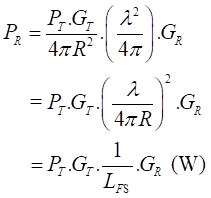 P_R = \frac{P_T.G_T}{4\pi R^2}.\left(\frac{\lambda^2}{4\pi}\right).G_R
= P_T.G_T.\left(\frac{\lambda}{4\pi R}\right)^2.G_R
= P_T.G_T.\frac{1}{L_{FS}}.G_R (W)